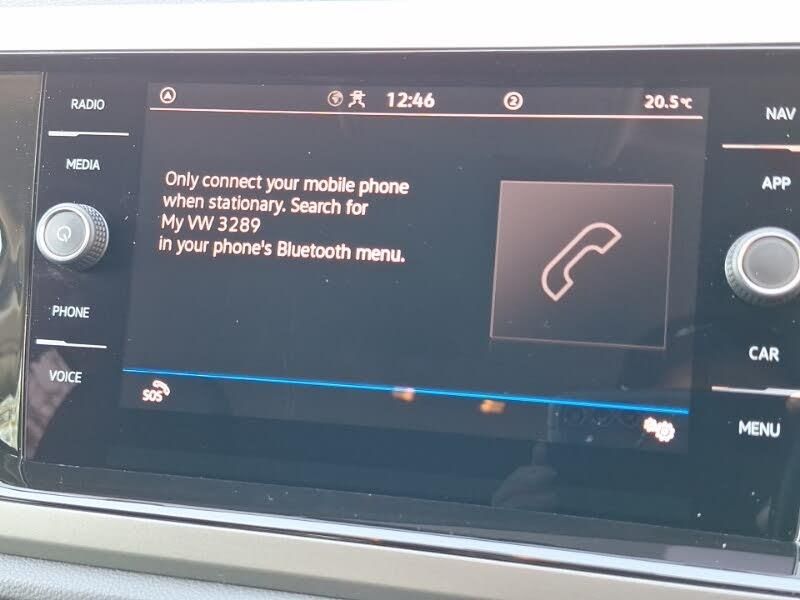 RADIO
MEDIA
PHONE
VOICE
12:46
2
20.5°C
Only connect your mobile phone
when stationary. Search for
My VW 3289
in your phone's Bluetooth menu.
SOS
NAV
APP
CAR
MENU